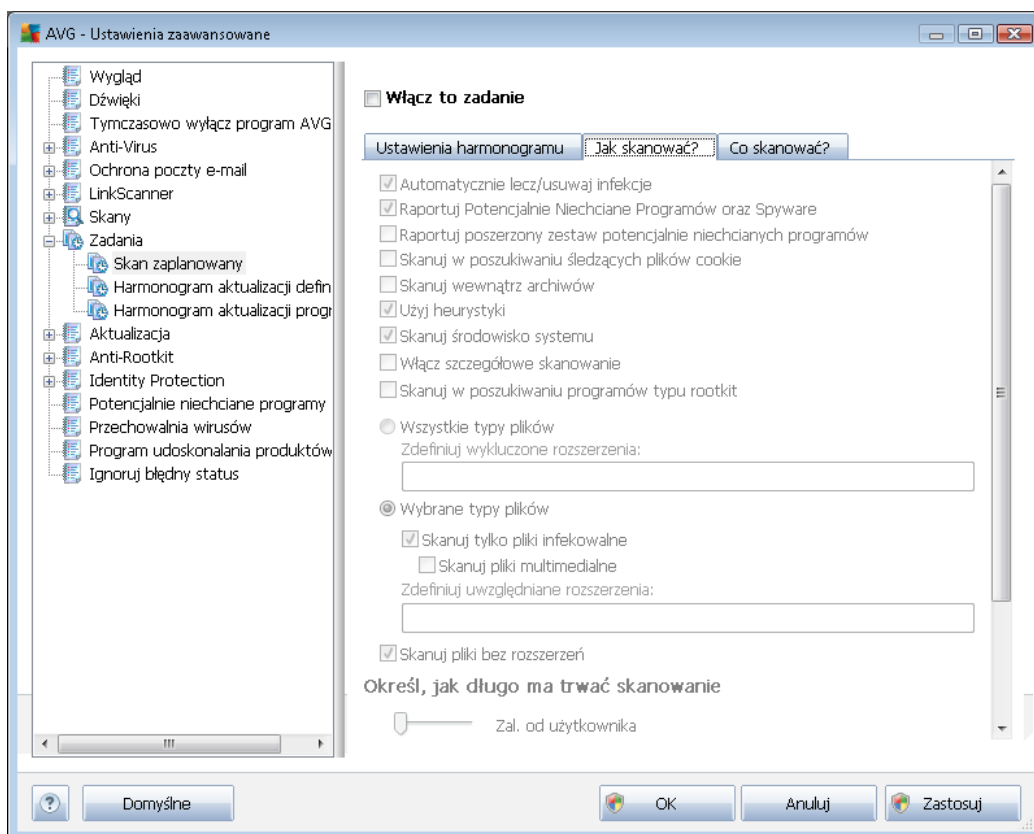 AVG - Ustawienia zaawansowane
Wygląd
Dźwięki
Tymczasowo wyłącz program AVG
Anti-Virus
Ochrona poczty e-mail
LinkScanner
Skany
Zadania
Skan zaplanowany
Harmonogram aktualizacji defin
Harmonogram aktualizacji progr
Aktualizacja
Anti-Rootkit
Identity Protection
Potencjalnie niechciane programy
Przechowalnia wirusów
Program udoskonalania produktów
Ignoruj błędny status
Włącz to zadanie
Ustawienia harmonogramu Jak skanować? Co skanować?
Automatycznie lecz/usuwaj infekcje
Raportuj Potencjalnie Niechciane Programów oraz Spyware
Raportuj poszerzony zestaw potencjalnie niechcianych programów
Skanuj w poszukiwaniu śledzących plików cookie
Skanuj wewnątrz archiwów
Użyj heurystyki
Skanuj środowisko systemu
Włącz szczegółowe skanowanie
Skanuj w poszukiwaniu programów typu rootkit
Wszystkie typy plików
Zdefiniuj wykluczone rozszerzenia:
Wybrane typy plików
Skanuj tylko pliki infekowalne
Skanuj pliki multimedialne
Zdefiniuj uwzględniane rozszerzenia:
Skanuj pliki bez rozszerzeń
Określ, jak długo ma trwać skanowanie
Zal. od użytkownika
? Domyślne OK Anuluj Zastosuj